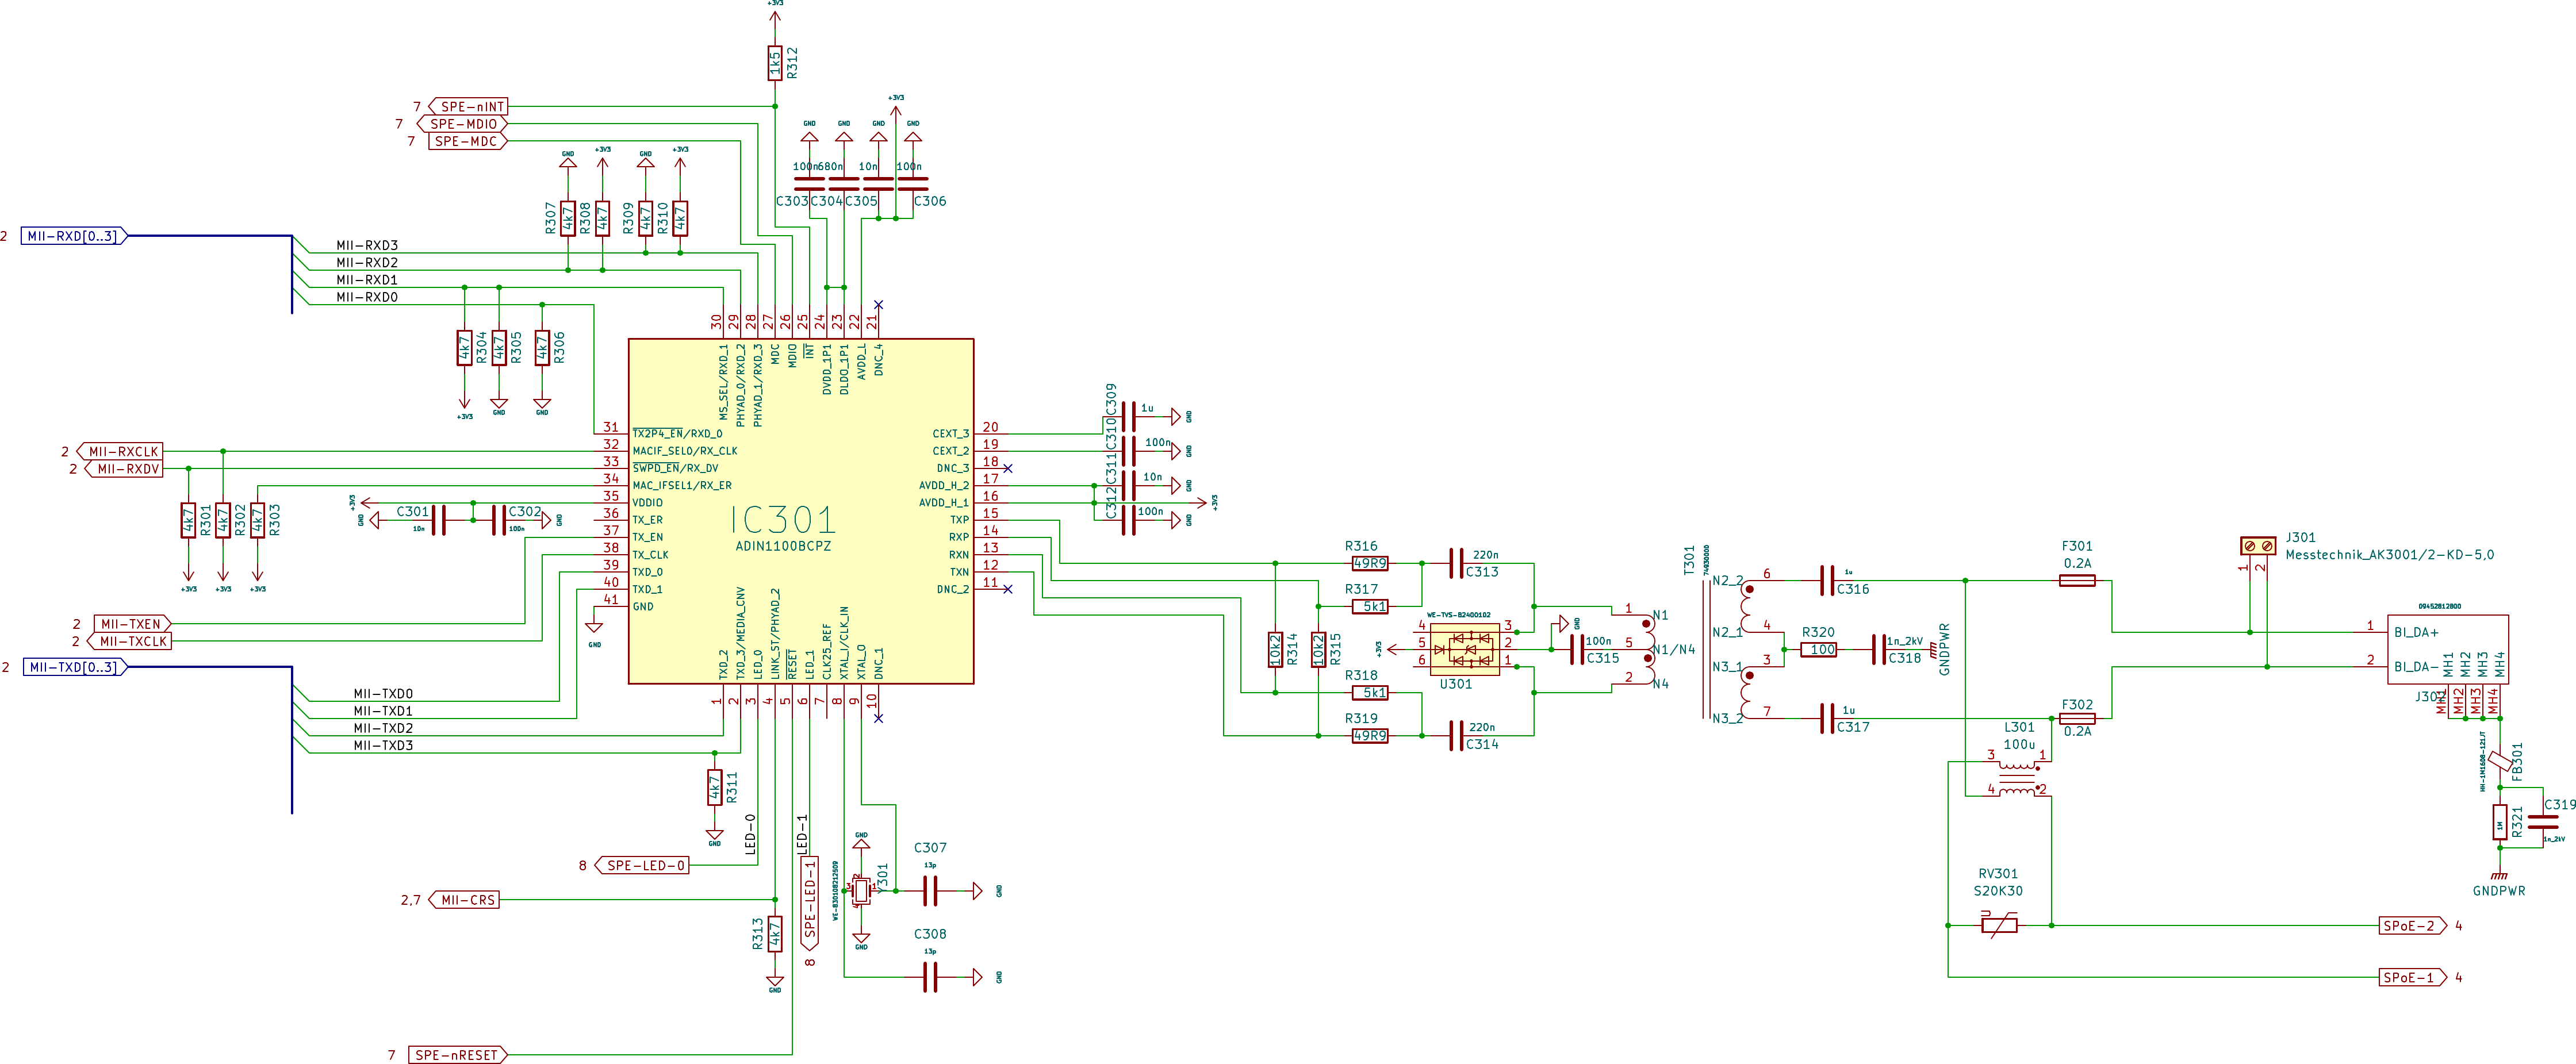 +3V3
1k5 R312
7 SPE-nINT
7 SPE-MDIO
7 SPE-MDC
GND +3V3 GND +3V3
R307 4k7 R308 4k7 R309 4k7 R310 4k7
GND GND GND +3V3 GND
100n 680n 10n 100n
C303 C304 C305 C306
2 MII-RXD[0..3]
MII-RXD3
MII-RXD2
MII-RXD1
MII-RXD0
4k7 R304 4k7 R305 4k7 R306
+3V3 GND GND
30 29 28 27 26 25 24 23 22 21
MS_SEL/RXD_1
PHYAD_0/RXD_2
PHYAD_1/RXD_3
MDC
MDIO
INT
DVDD_1P1
DLDO_1P1
AVDD_L
DNC_4
31 TX2P4_EN/RXD_0
32 MACIF_SEL0/RX_CLK
33 SWPD_EN/RX_DV
34 MAC_IFSEL1/RX_ER
35 VDDIO
36 TX_ER
37 TX_EN
38 TX_CLK
39 TXD_0
40 TXD_1
41 GND
GND
IC301
ADIN1100BCPZ
CEXT_3 20
CEXT_2 19
DNC_3 18
AVDD_H_2 17
AVDD_H_1 16
TXP 15
RXP 14
RXN 13
TXN 12
DNC_2 11
TXD_2
TXD_3/MEDIA_CNV
LED_0
LINK_ST/PHYAD_2
RESET
LED_1
CLK25_REF
XTAL_I/CLK_IN
XTAL_O
DNC_1
1 2 3 4 5 6 7 8 9 10
2 MII-RXCLK
2 MII-RXDV
4k7 R301 4k7 R302 4k7 R303
+3V3 +3V3 +3V3
+3V3
GND C301 10n C302 100n GND
2 MII-TXEN
2 MII-TXCLK
2 MII-TXD[0..3]
MII-TXD0
MII-TXD1
MII-TXD2
MII-TXD3
4k7 R311
GND
LED-0
LED-1
8 SPE-LED-0
2,7 MII-CRS
R313 4k7
GND
SPE-LED-1
8
7 SPE-nRESET
GND
WE-830108212509
3 2 1 4
Y301
GND
C307
13p
GND
C308
13p
GND
C309 1u GND
C310 100n GND
C311 10n GND
C312 100n GND
+3V3
10k2 R314
10k2 R315
R316
49R9
R317
5k1
R318
5k1
R319
49R9
220n
C313
220n
C314
WE-TVS-82400102
4 3
+3V3 5 2
6 1
U301
GND
100n
C315
T301
74930000
1 N1
5 N1/N4
2 N4
N2_2 6
N2_1 4
N3_1 3
N3_2 7
1u
C316
1u
C317
R320
100
1n_2kV
C318
GNDPWR
F301
0.2A
F302
0.2A
L301
100u
3 1
4 2
RV301
S20K30
U
J301
Messtechnik_AK3001/2-KD-5,0
1 2
09452812800
1 BI_DA+
2 BI_DA-
MH1 MH2 MH3 MH4
J302
MH1 MH2 MH3 MH4
FB301
1M R321
C319
1n_2kV
GNDPWR
SPoE-2 4
SPoE-1 4